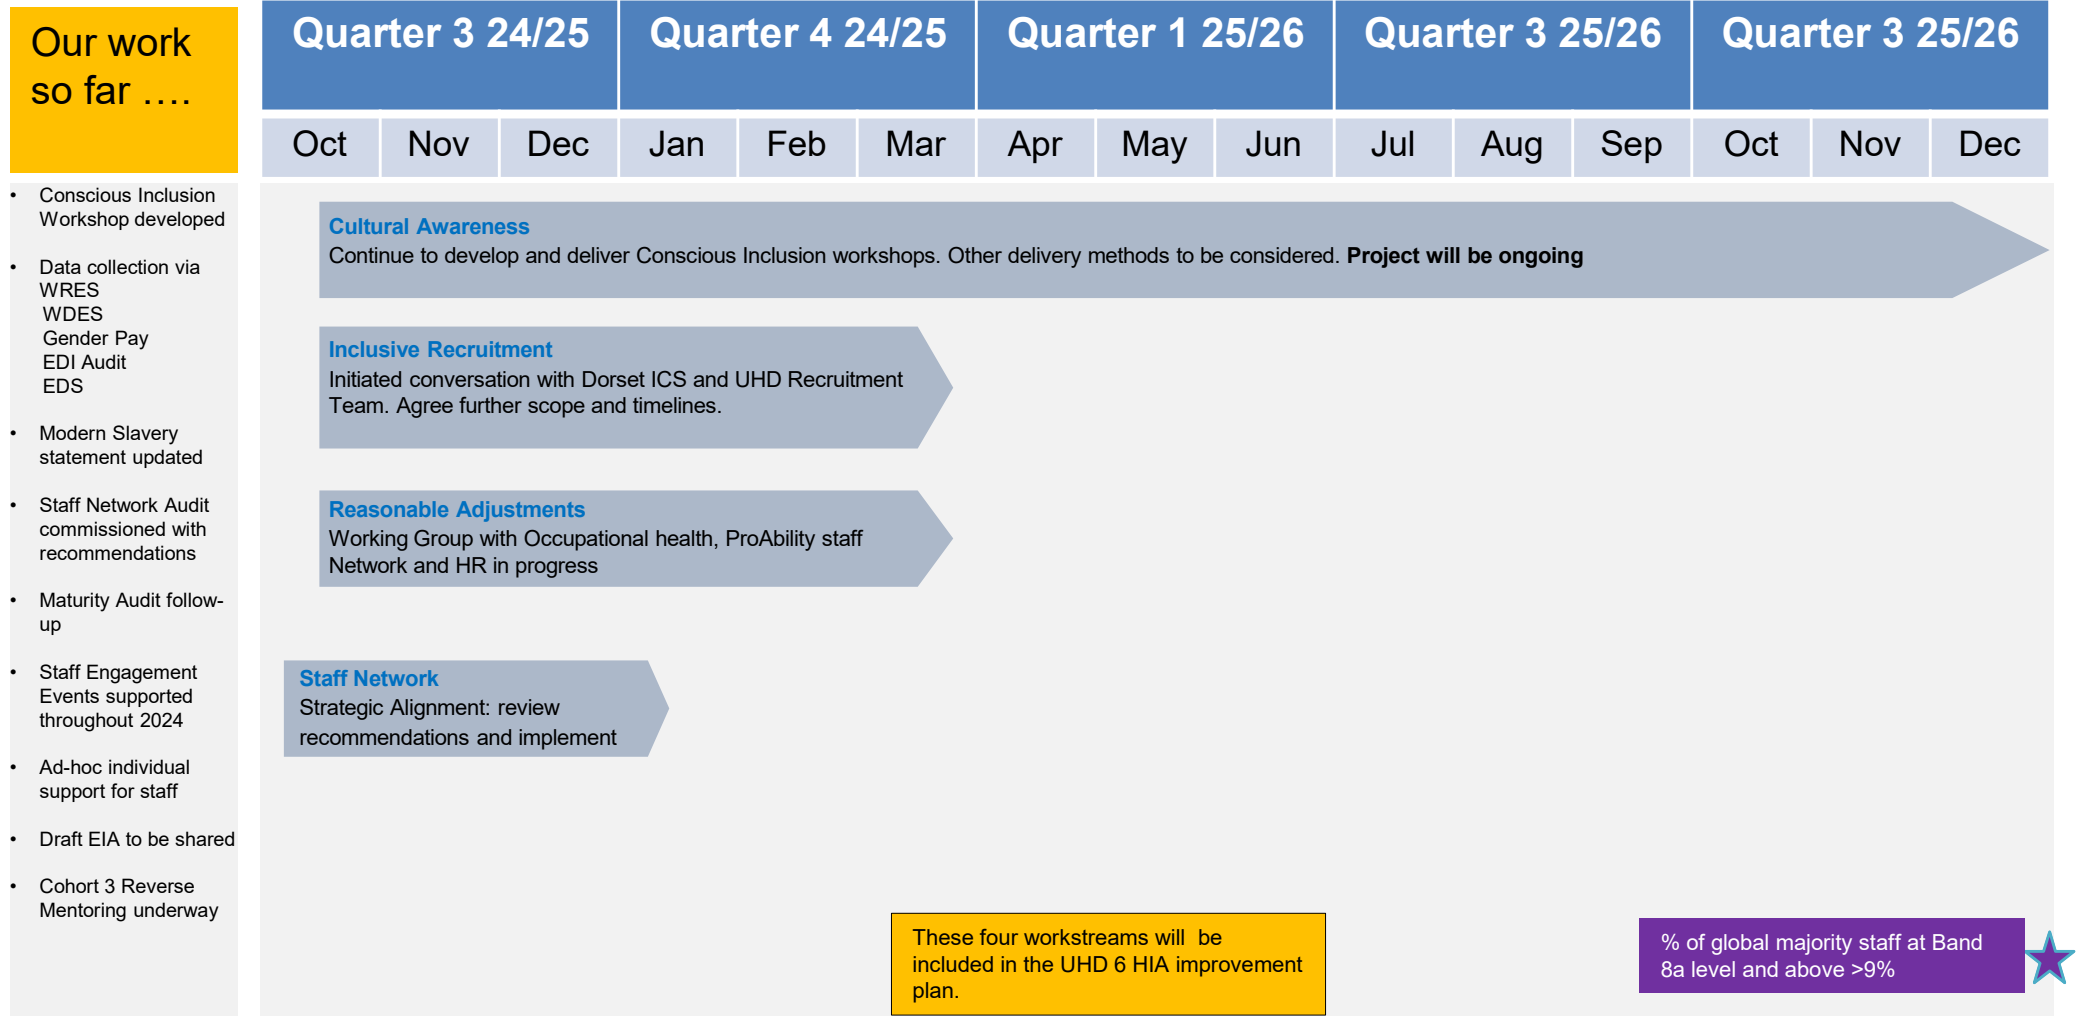 Our work
so far ….
Quarter 3 24/25
Quarter 4 24/25
Quarter 1 25/26
Quarter 3 25/26
Quarter 3 25/26
Oct
Nov
Dec
Jan
Feb
Mar
Apr
May
Jun
Jul
Aug
Sep
Oct
Nov
Dec
• Conscious Inclusion
Workshop developed
• Data collection via
WRES
WDES
Gender Pay
EDI Audit
EDS
• Modern Slavery
statement updated
• Staff Network Audit
commissioned with
recommendations
• Maturity Audit follow-
up
• Staff Engagement
Events supported
throughout 2024
• Ad-hoc individual
support for staff
• Draft EIA to be shared
• Cohort 3 Reverse
Mentoring underway
Cultural Awareness
Continue to develop and deliver Conscious Inclusion workshops. Other delivery methods to be considered. Project will be ongoing
Inclusive Recruitment
Initiated conversation with Dorset ICS and UHD Recruitment
Team. Agree further scope and timelines.
Reasonable Adjustments
Working Group with Occupational health, ProAbility staff
Network and HR in progress
Staff Network
Strategic Alignment: review
recommendations and implement
These four workstreams will be
included in the UHD 6 HIA improvement
plan.
% of global majority staff at Band
8a level and above >9%